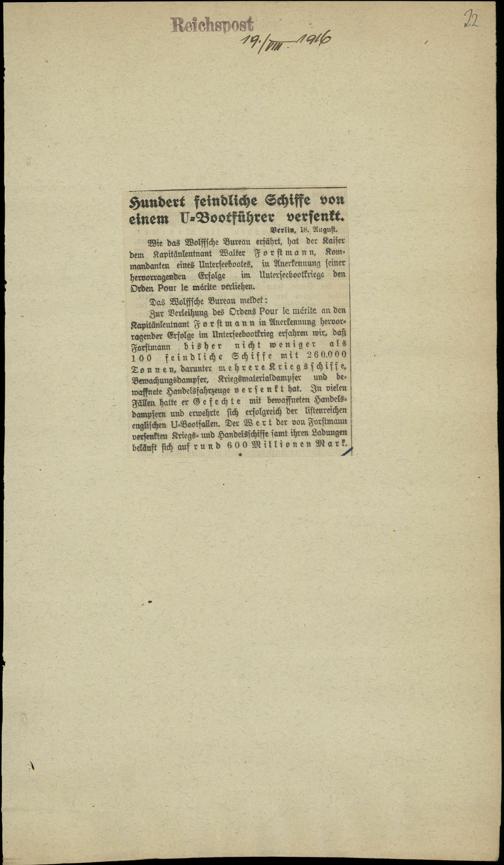 Reichspost
19./VIII. 1916
32
Hundert feindliche Schiffe von
einem U-Bootführer versenkt.
Berlin, 18. August.
Wie das Wolffsche Bureau erfährt, hat der Kaiser
dem Kapitänleutnant Walter Forstmann, Kom-
mandanten eines Unterseebootes, in Anerkennung seiner
hervorragenden Erfolge im Unterseebootkrieg den
Orden Pour le mérite verliehen.
Das Wolffsche Bureau meldet:
Zur Verleihung des Ordens Pour le mérite an den
Kapitänleutnant Forstmann in Anerkennung hervor-
ragender Erfolge im Unterseebootkrieg erfahren wir, daß
Forstmann bisher nicht weniger als
100 feindliche Schiffe mit 260.000
Tonnen, darunter mehrere Kriegsschiffe,
Bewachungsdampfer, Kriegsmaterialdampfer und be-
waffnete Handelsfahrzeuge versenkt hat. In vielen
Fällen hatte er Gefechte mit bewaffneten Handels-
dampfern und erwehrte sich erfolgreich der listenreichen
englischen U-Bootfallen. Der Wert der von Forstmann
versenkten Kriegs- und Handelsschiffe samt ihren Ladungen
beläuft sich auf rund 600 Millionen Mark.